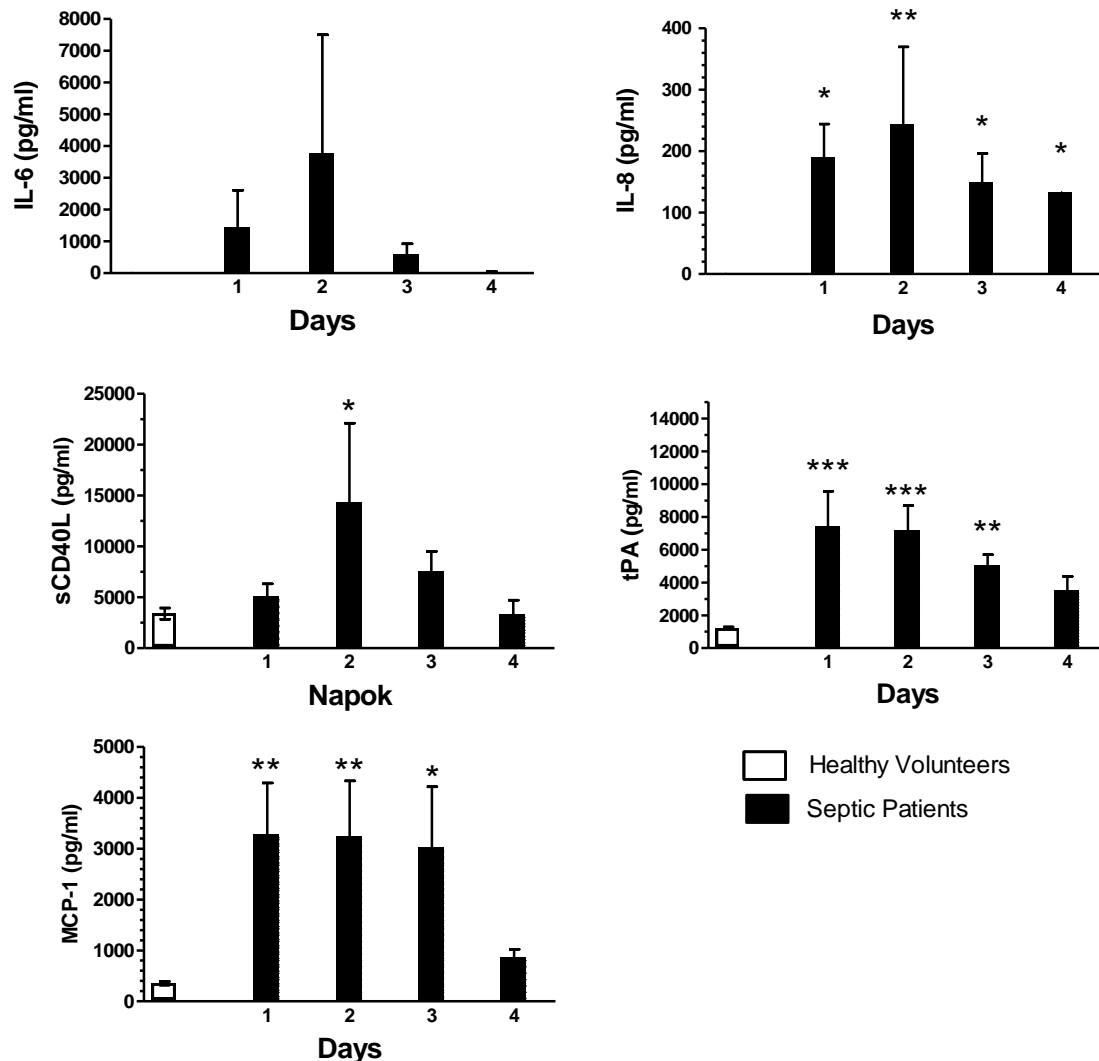 IL-6 (pg/ml)
8000
7000
6000
5000
4000
3000
2000
1000
0
1 2 3 4
Days
IL-8 (pg/ml)
400
300
200
100
0
* ** * *
1 2 3 4
Days
sCD40L (pg/ml)
25000
20000
15000
10000
5000
0
*
1 2 3 4
Napok
tPA (pg/ml)
14000
12000
10000
8000
6000
4000
2000
0
*** *** **
1 2 3 4
Days
MCP-1 (pg/ml)
5000
4000
3000
2000
1000
0
** ** *
1 2 3 4
Days
Healthy Volunteers
Septic Patients